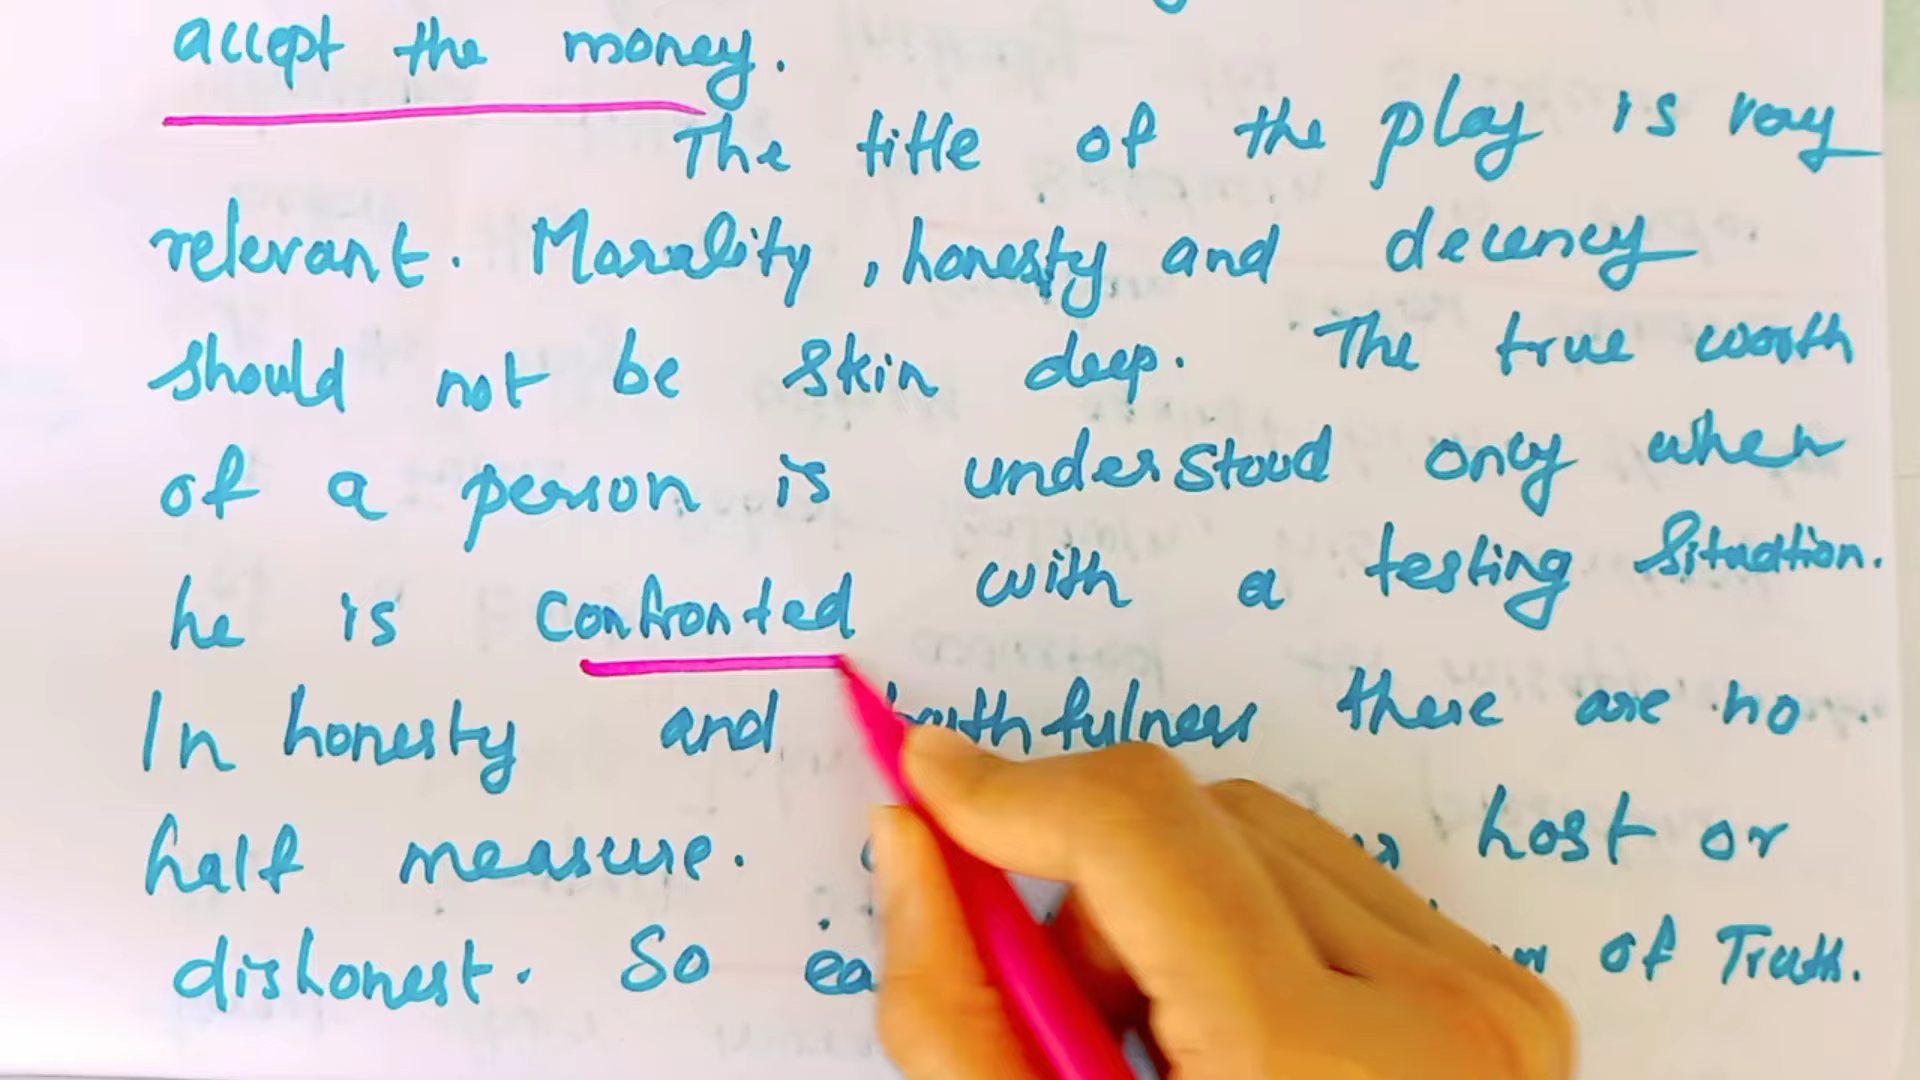 accept the money.
The title of the play is very
relevant. Morality, honesty and decency
should not be skin deep. The true worth
of a person is understood only when
he is confronted with a testing situation.
In honesty and truthfulness there are no
half measure. host or
dishonest. So of Truth.